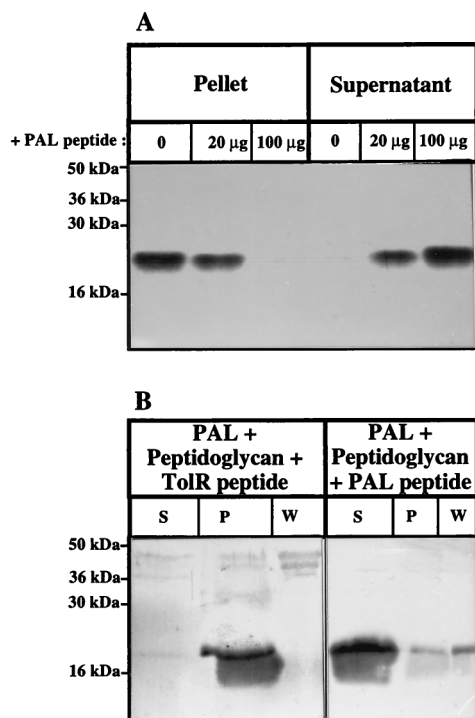 A
Pellet Supernatant
+ PAL peptide : 0 20 µg 100 µg 0 20 µg 100 µg
50 kDa
36 kDa
30 kDa
16 kDa
B
PAL + Peptidoglycan + TolR peptide
PAL + Peptidoglycan + PAL peptide
S P W S P W
50 kDa
36 kDa
30 kDa
16 kDa